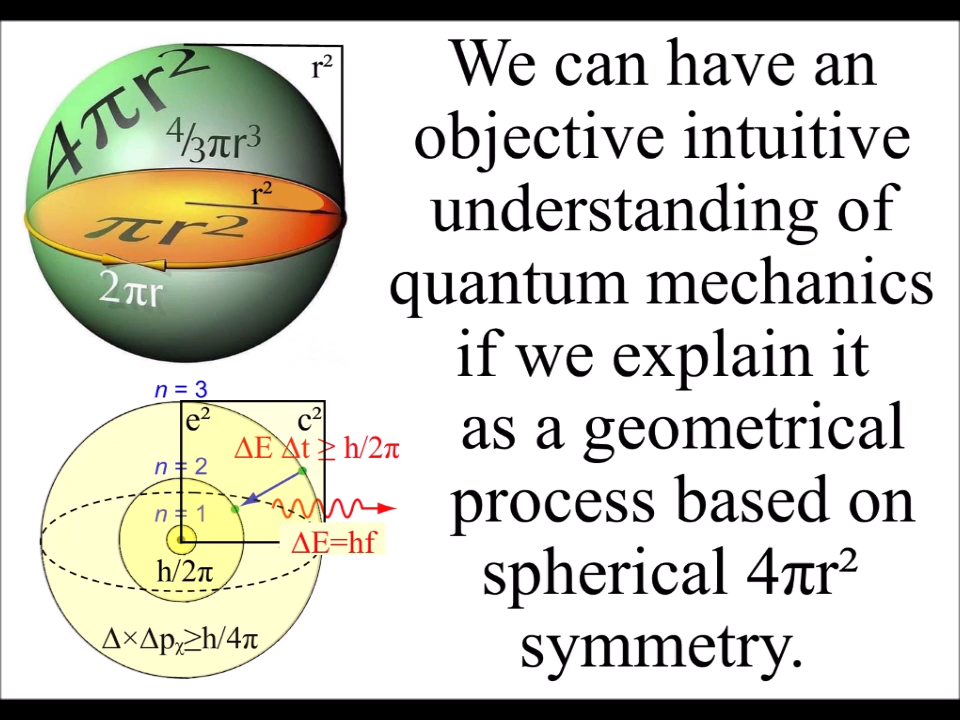 4πr²
r²
4/3πr³
r²
πr²
2πr
n = 3
e²
c²
ΔE Δt ≥ h/2π
n = 2
n = 1
ΔE=hf
h/2π
Δ×Δpᵪ≥h/4π
We can have an
objective intuitive
understanding of
quantum mechanics
if we explain it
as a geometrical
process based on
spherical 4πr²
symmetry.